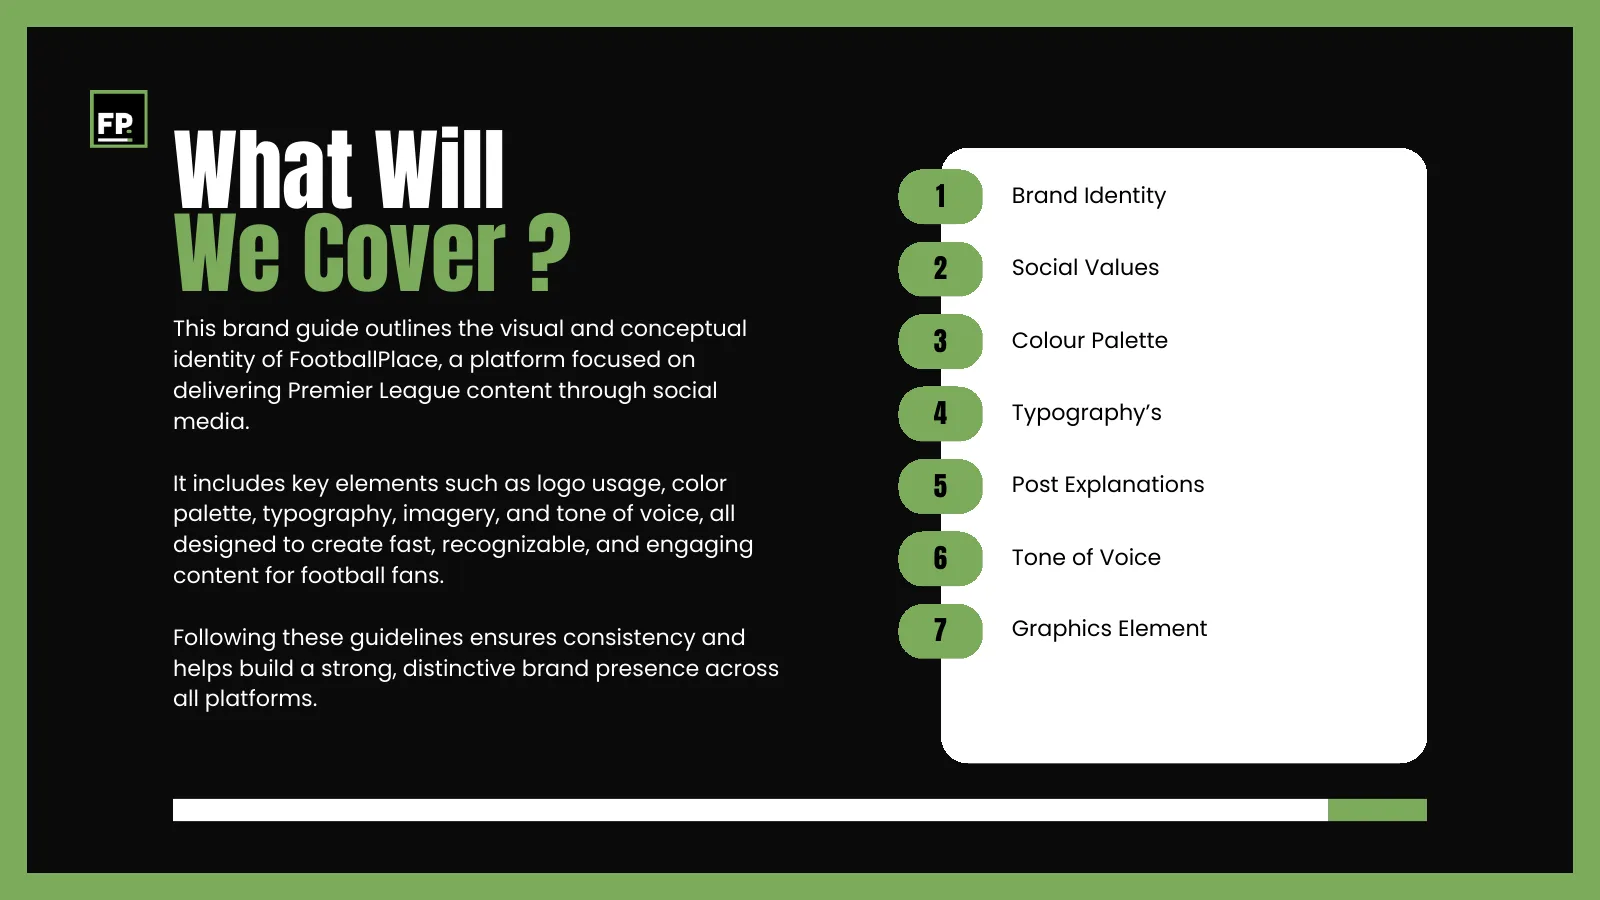 FP.
What Will
We Cover ?
This brand guide outlines the visual and conceptual
identity of FootballPlace, a platform focused on
delivering Premier League content through social
media.
It includes key elements such as logo usage, color
palette, typography, imagery, and tone of voice, all
designed to create fast, recognizable, and engaging
content for football fans.
Following these guidelines ensures consistency and
helps build a strong, distinctive brand presence across
all platforms.
1 Brand Identity
2 Social Values
3 Colour Palette
4 Typography’s
5 Post Explanations
6 Tone of Voice
7 Graphics Element